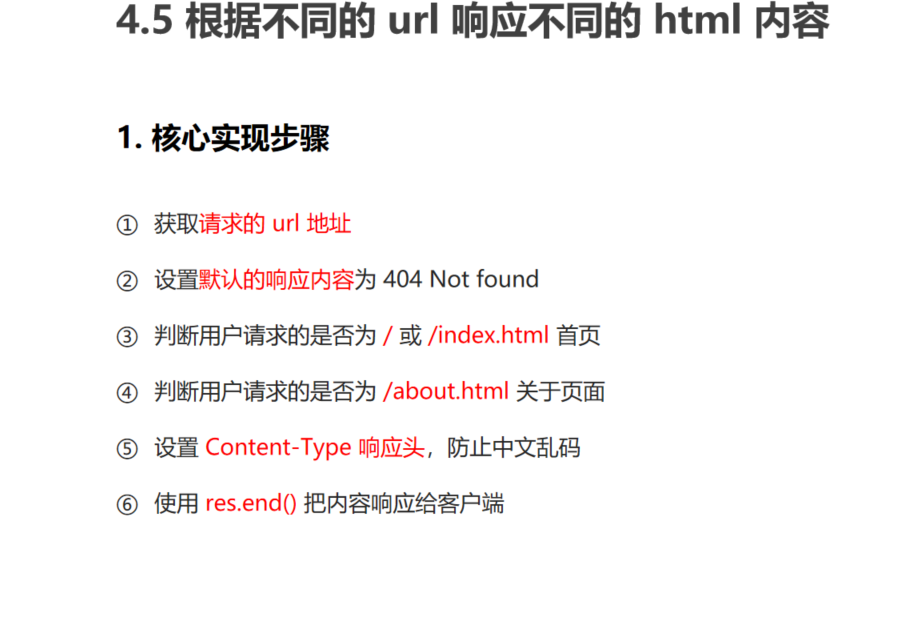 4.5 根据不同的 url 响应不同的 html 内容
1. 核心实现步骤
① 获取请求的 url 地址
② 设置默认的响应内容为 404 Not found
③ 判断用户请求的是否为 / 或 /index.html 首页
④ 判断用户请求的是否为 /about.html 关于页面
⑤ 设置 Content-Type 响应头，防止中文乱码
⑥ 使用 res.end() 把内容响应给客户端